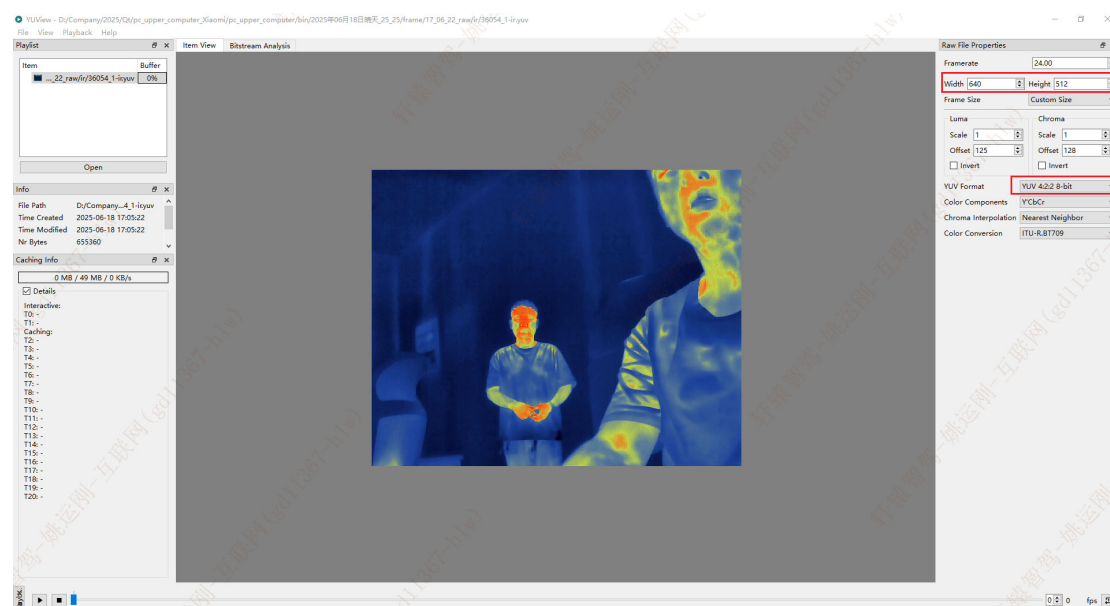 YUView - D:/Company/2025/Qt/pc_upper_computer_Xiaomi/pc_upper_computer/bin/2025年06月18日晴天_25_25/frame/17_06_22_raw/ir/36054_1-ir.yuv
File View Playback Help
Playlist
Item Buffer
..._22_raw/ir/36054_1-ir.yuv 0%
Open
Info
File Path D:/Company...4_1-ir.yuv
Time Created 2025-06-18 17:05:22
Time Modified 2025-06-18 17:05:22
Nr Bytes 655360
Caching Info
0 MB / 49 MB / 0 KB/s
Details
Interactive:
T0: -
T1: -
Caching:
T2: -
T3: -
T4: -
T5: -
T6: -
T7: -
T8: -
T9: -
T10: -
T11: -
T12: -
T13: -
T14: -
T15: -
T16: -
T17: -
T18: -
T19: -
T20: -
Item View Bitstream Analysis
Raw File Properties
Framerate 24.00
Width 640 Height 512
Frame Size Custom Size
Luma Chroma
Scale 1 Scale 1
Offset 125 Offset 128
Invert Invert
YUV Format YUV 4:2:2 8-bit
Color Components Y'CbCr
Chroma Interpolation Nearest Neighbor
Color Conversion ITU-R.BT709
0 0 fps